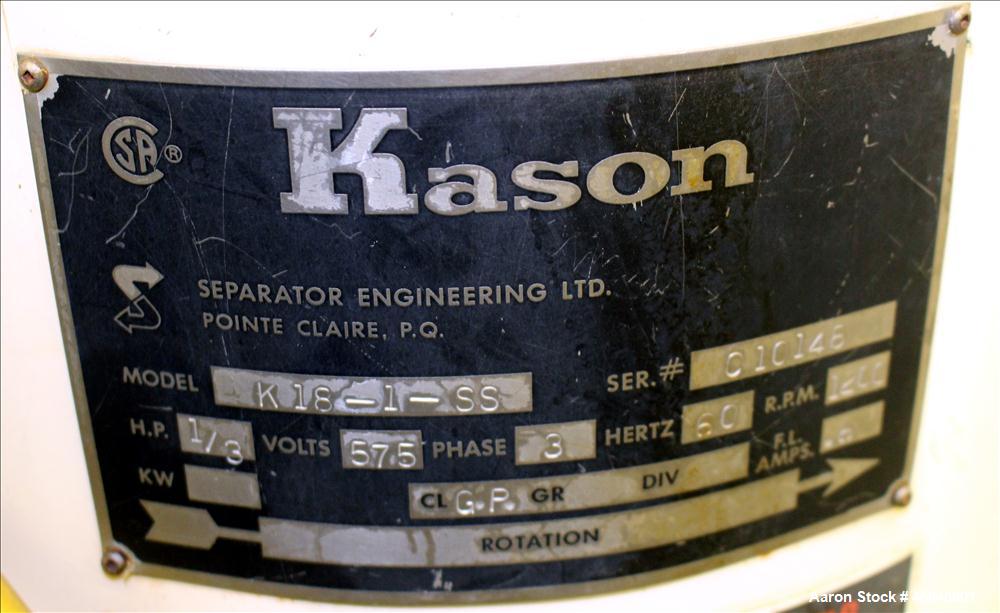 CSA ®
Kason
SEPARATOR ENGINEERING LTD.
POINTE CLAIRE, P.Q.
MODEL K18-1-SS SER.# C10146
H.P. 1/3 VOLTS 575 PHASE 3 HERTZ 60 R.P.M.
KW CL G.P. GR DIV F.L. AMPS.
ROTATION
Aaron Stock #